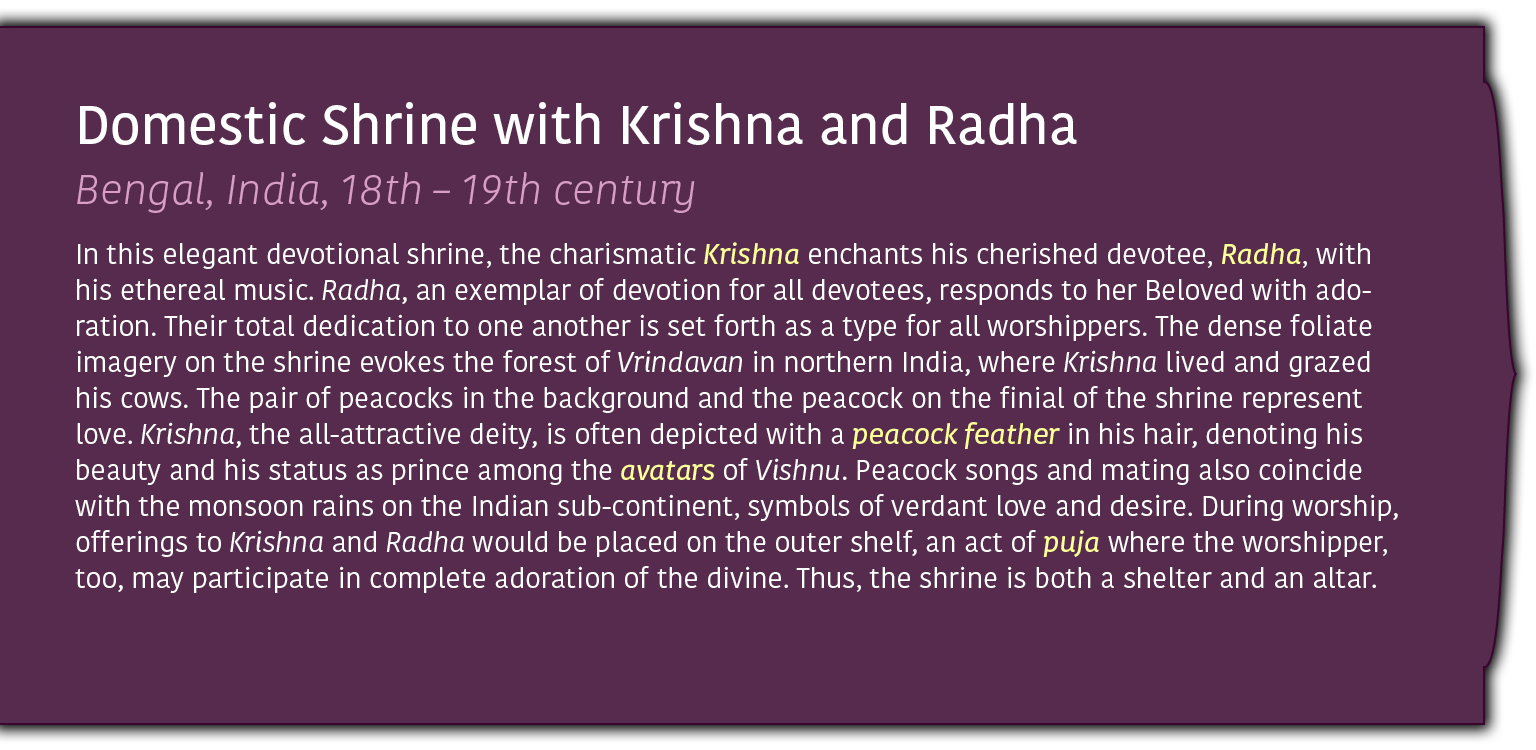 Domestic Shrine with Krishna and Radha
Bengal, India, 18th – 19th century
In this elegant devotional shrine, the charismatic Krishna enchants his cherished devotee, Radha, with
his ethereal music. Radha, an exemplar of devotion for all devotees, responds to her Beloved with ado-
ration. Their total dedication to one another is set forth as a type for all worshippers. The dense foliate
imagery on the shrine evokes the forest of Vrindavan in northern India, where Krishna lived and grazed
his cows. The pair of peacocks in the background and the peacock on the finial of the shrine represent
love. Krishna, the all-attractive deity, is often depicted with a peacock feather in his hair, denoting his
beauty and his status as prince among the avatars of Vishnu. Peacock songs and mating also coincide
with the monsoon rains on the Indian sub-continent, symbols of verdant love and desire. During worship,
offerings to Krishna and Radha would be placed on the outer shelf, an act of puja where the worshipper,
too, may participate in complete adoration of the divine. Thus, the shrine is both a shelter and an altar.